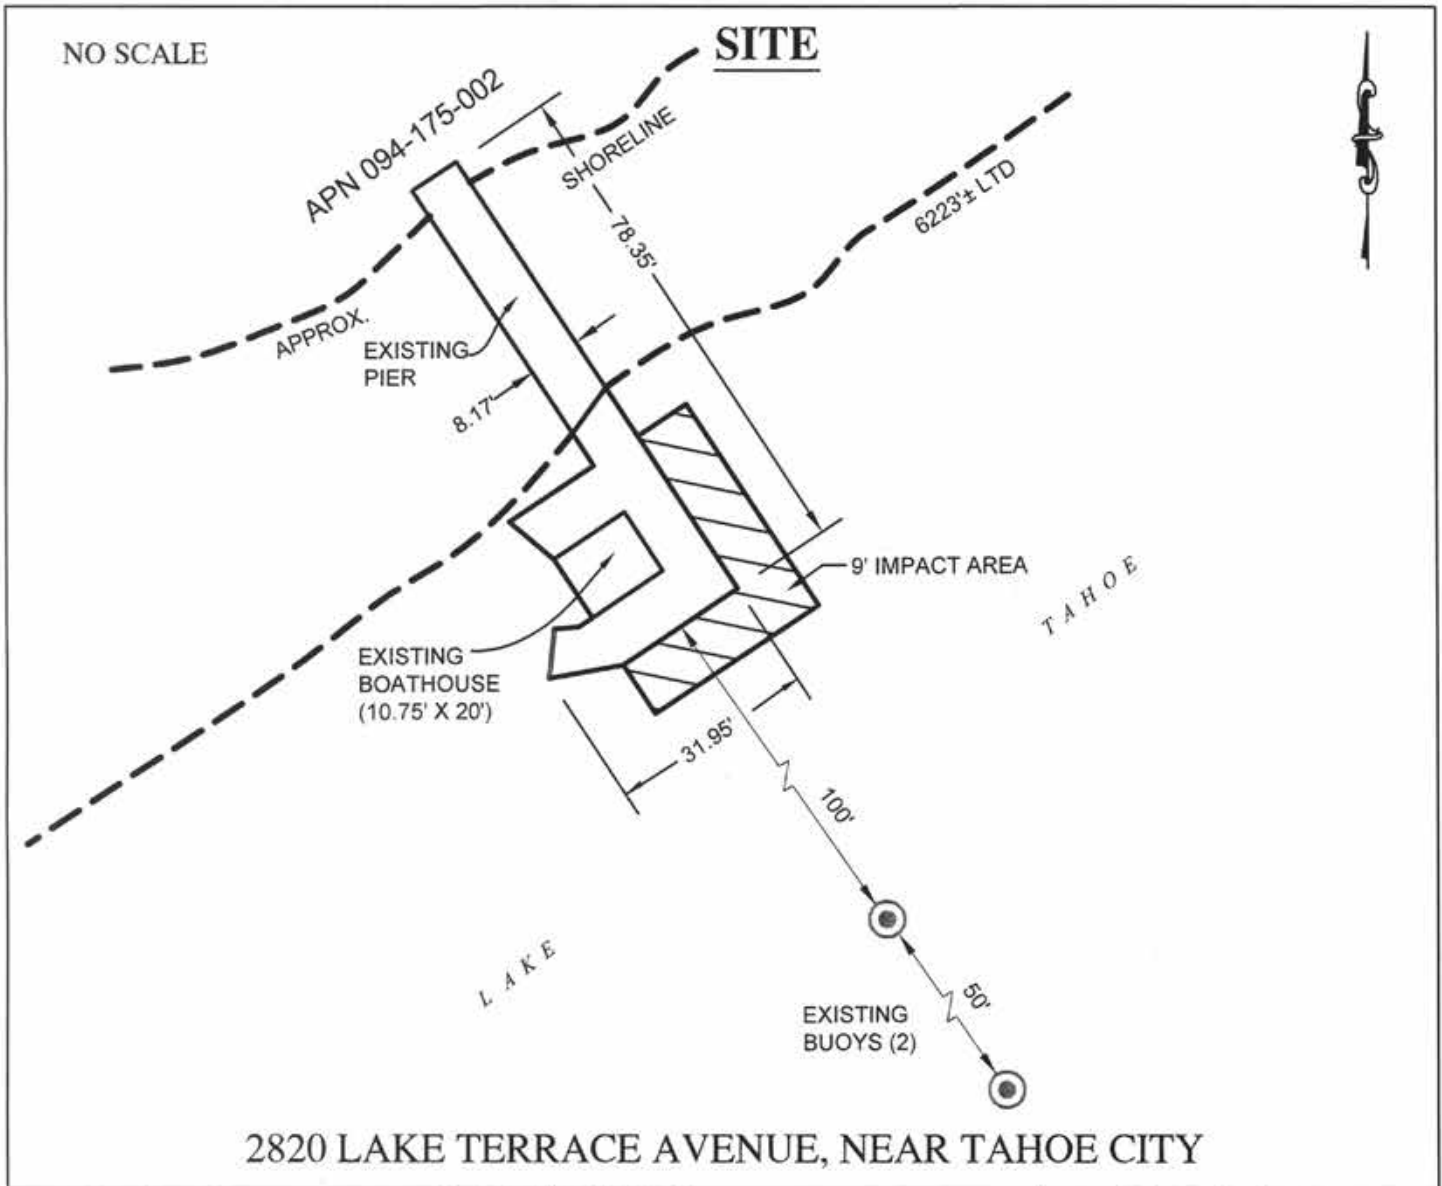 NO SCALE
SITE
APN 094-175-002
SHORELINE
6223'± LTD
78.35'
APPROX.
EXISTING
PIER
8.17'
9' IMPACT AREA
TAHOE
EXISTING
BOATHOUSE
(10.75' X 20')
31.95'
100'
LAKE
50'
EXISTING
BUOYS (2)
2820 LAKE TERRACE AVENUE, NEAR TAHOE CITY